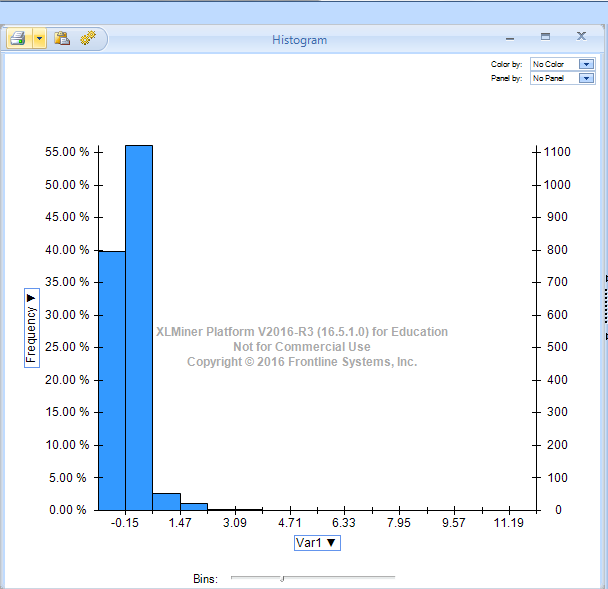 Histogram
Color by: No Color
Panel by: No Panel
55.00 %
50.00 %
45.00 %
40.00 %
35.00 %
30.00 %
25.00 %
20.00 %
15.00 %
10.00 %
5.00 %
0.00 %
Frequency ▶
XLMiner Platform V2016-R3 (16.5.1.0) for Education
Not for Commercial Use
Copyright © 2016 Frontline Systems, Inc.
1100
1000
900
800
700
600
500
400
300
200
100
0
-0.15 1.47 3.09 4.71 6.33 7.95 9.57 11.19
Var1 ▼
Bins: